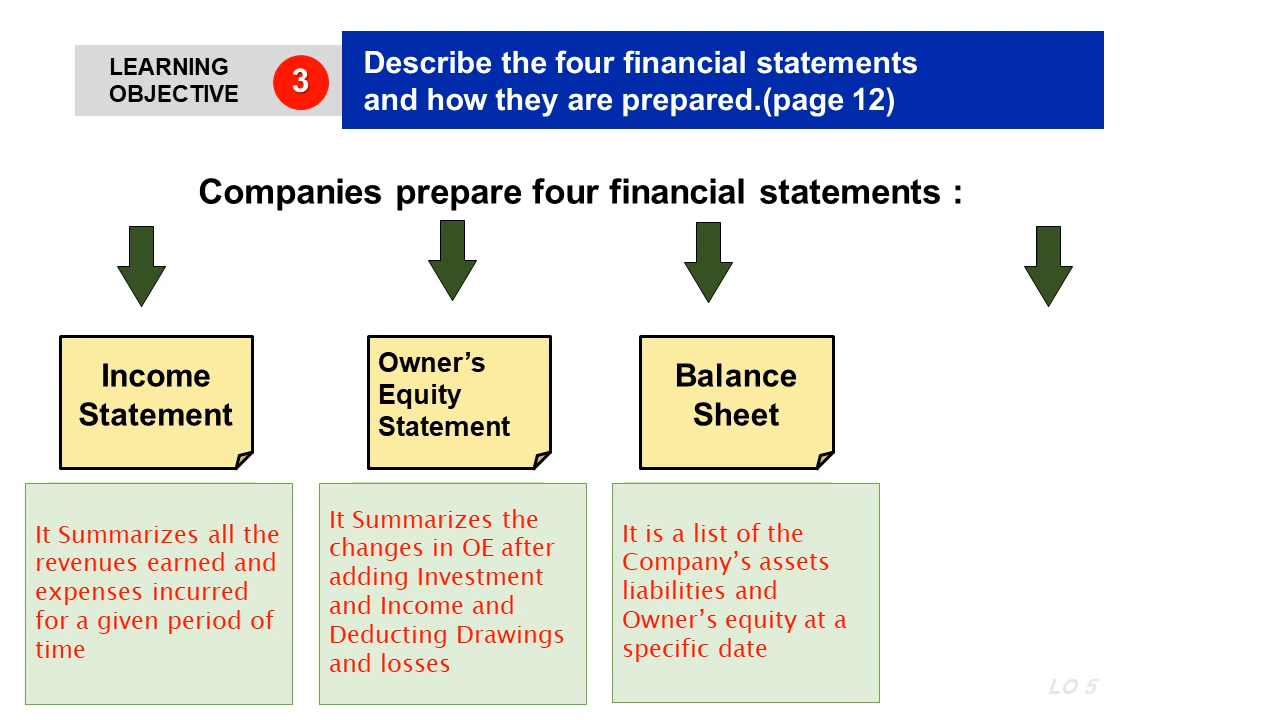 LEARNING
OBJECTIVE
3
Describe the four financial statements
and how they are prepared.(page 12)
Companies prepare four financial statements :
Income
Statement
Owner’s
Equity
Statement
Balance
Sheet
It Summarizes all the
revenues earned and
expenses incurred
for a given period of
time
It Summarizes the
changes in OE after
adding Investment
and Income and
Deducting Drawings
and losses
It is a list of the
Company’s assets
liabilities and
Owner’s equity at a
specific date
LO 5